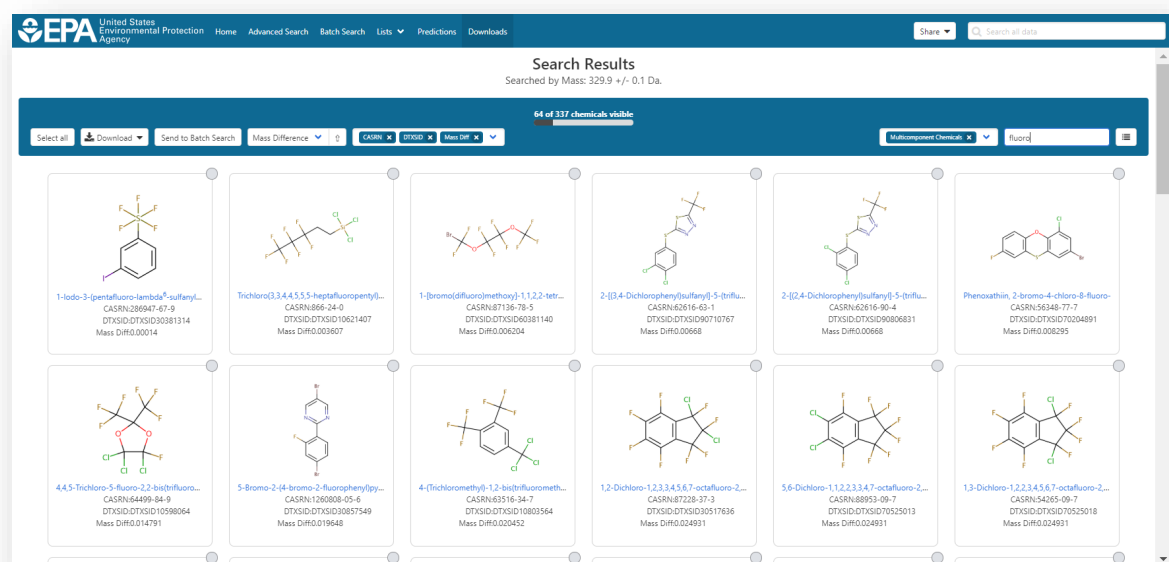 EPA United States
Environmental Protection
Agency
Home Advanced Search Batch Search Lists Predictions Downloads
Share
Search all data
Search Results
Searched by Mass: 329.9 +/- 0.1 Da.
64 of 337 chemicals visible
Select all Download Send to Batch Search Mass Difference CASRN x DTXSID x Mass Diff x
Multicomponent Chemicals x fluoro
1-Iodo-3-(pentafluoro-lambda⁶-sulfanyl...
CASRN:286947-67-9
DTXSID:DTXSID30381314
Mass Diff:0.00014
Trichloro(3,3,4,4,5,5,5-heptafluoropentyl)...
CASRN:866-24-0
DTXSID:DTXSID10621407
Mass Diff:0.003607
1-[bromo(difluoro)methoxy]-1,1,2,2-tetr...
CASRN:87136-78-5
DTXSID:DTXSID60381140
Mass Diff:0.006204
2-[(3,4-Dichlorophenyl)sulfanyl]-5-(triflu...
CASRN:62616-63-1
DTXSID:DTXSID90710767
Mass Diff:0.00668
2-[(2,4-Dichlorophenyl)sulfanyl]-5-(triflu...
CASRN:62616-90-4
DTXSID:DTXSID90806831
Mass Diff:0.00668
Phenoxathiin, 2-bromo-4-chloro-8-fluoro-
CASRN:56348-77-7
DTXSID:DTXSID70204891
Mass Diff:0.008295
4,4,5-Trichloro-5-fluoro-2,2-bis(trifluoro...
CASRN:64499-84-9
DTXSID:DTXSID10598064
Mass Diff:0.014791
5-Bromo-2-(4-bromo-2-fluorophenyl)py...
CASRN:1260808-05-6
DTXSID:DTXSID30857549
Mass Diff:0.019648
4-(Trichloromethyl)-1,2-bis(trifluorometh...
CASRN:63516-34-7
DTXSID:DTXSID10803564
Mass Diff:0.020452
1,2-Dichloro-1,2,3,3,4,5,6,7-octafluoro-2,...
CASRN:87228-37-3
DTXSID:DTXSID30517636
Mass Diff:0.024931
5,6-Dichloro-1,1,2,2,3,3,4,7-octafluoro-2,...
CASRN:88953-09-7
DTXSID:DTXSID70525013
Mass Diff:0.024931
1,3-Dichloro-1,2,2,3,4,5,6,7-octafluoro-2,...
CASRN:54265-09-7
DTXSID:DTXSID70525018
Mass Diff:0.024931